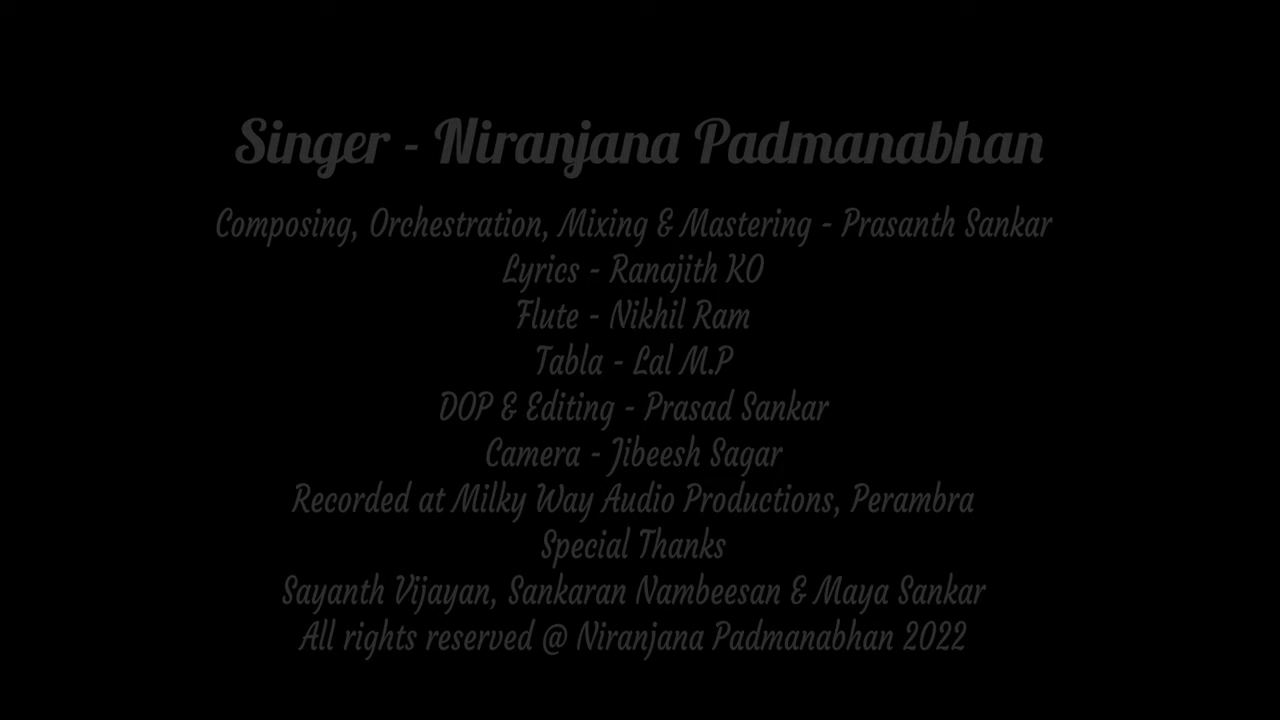 Singer - Niranjana Padmanabhan
Composing, Orchestration, Mixing & Mastering - Prasanth Sankar
Lyrics - Ranajith KO
Flute - Nikhil Ram
Tabla - Lal M.P
DOP & Editing - Prasad Sankar
Camera - Jibeesh Sagar
Recorded at Milky Way Audio Productions, Perambra
Special Thanks
Sayanth Vijayan, Sankaran Nambeesan & Maya Sankar
All rights reserved @ Niranjana Padmanabhan 2022